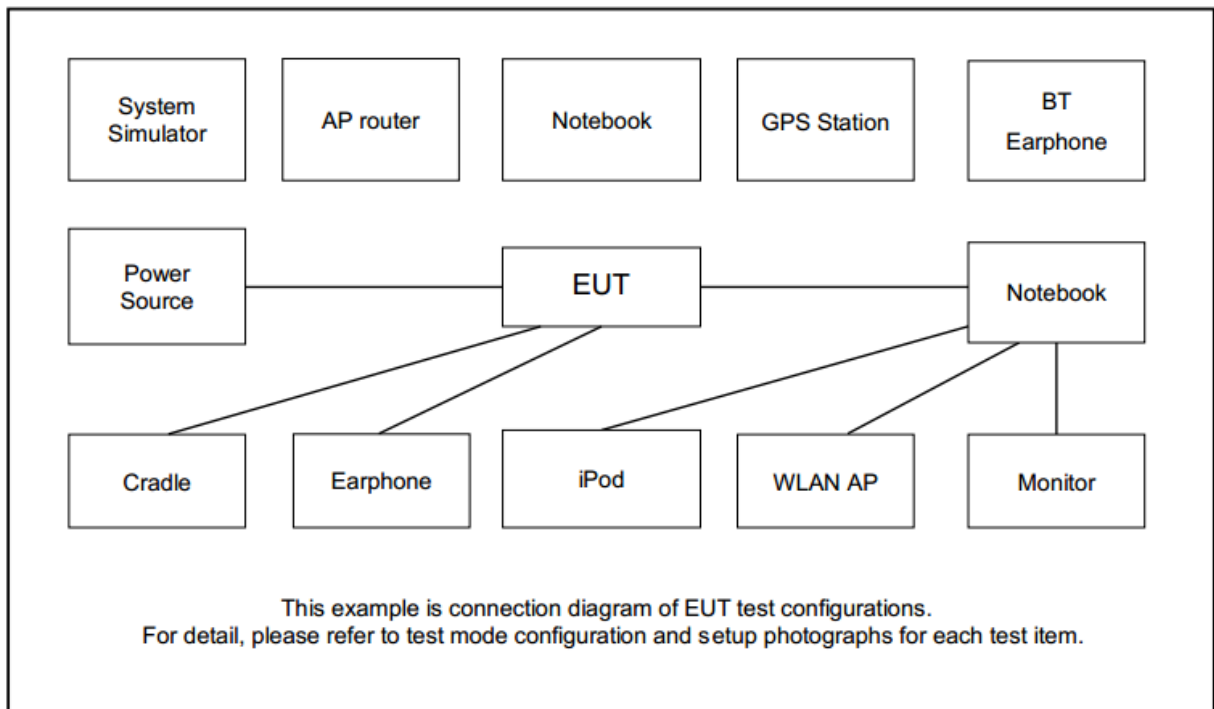 System
Simulator
AP router
Notebook
GPS Station
BT
Earphone
Power
Source
EUT
Notebook
Cradle
Earphone
iPod
WLAN AP
Monitor
This example is connection diagram of EUT test configurations.
For detail, please refer to test mode configuration and setup photographs for each test item.